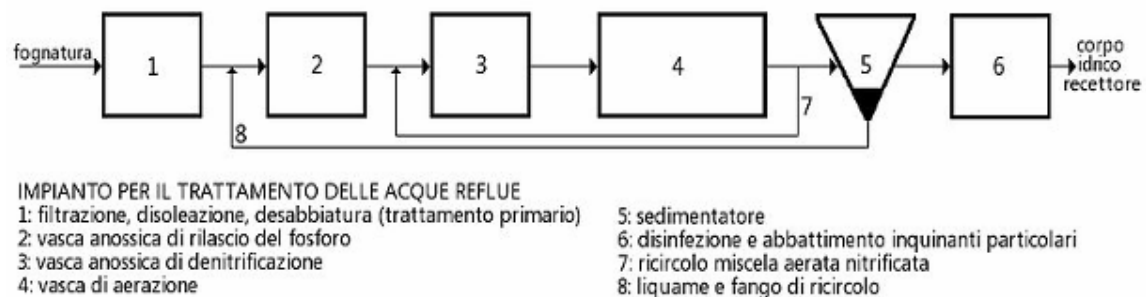 fognatura
1
2
3
4
5
6
corpo
idrico
recettore
7
8
IMPIANTO PER IL TRATTAMENTO DELLE ACQUE REFLUE
1: filtrazione, disoleazione, desabbiatura (trattamento primario)
2: vasca anossica di rilascio del fosforo
3: vasca anossica di denitrificazione
4: vasca di aerazione
5: sedimentatore
6: disinfezione e abbattimento inquinanti particolari
7: ricircolo miscela aerata nitrificata
8: liquame e fango di ricircolo